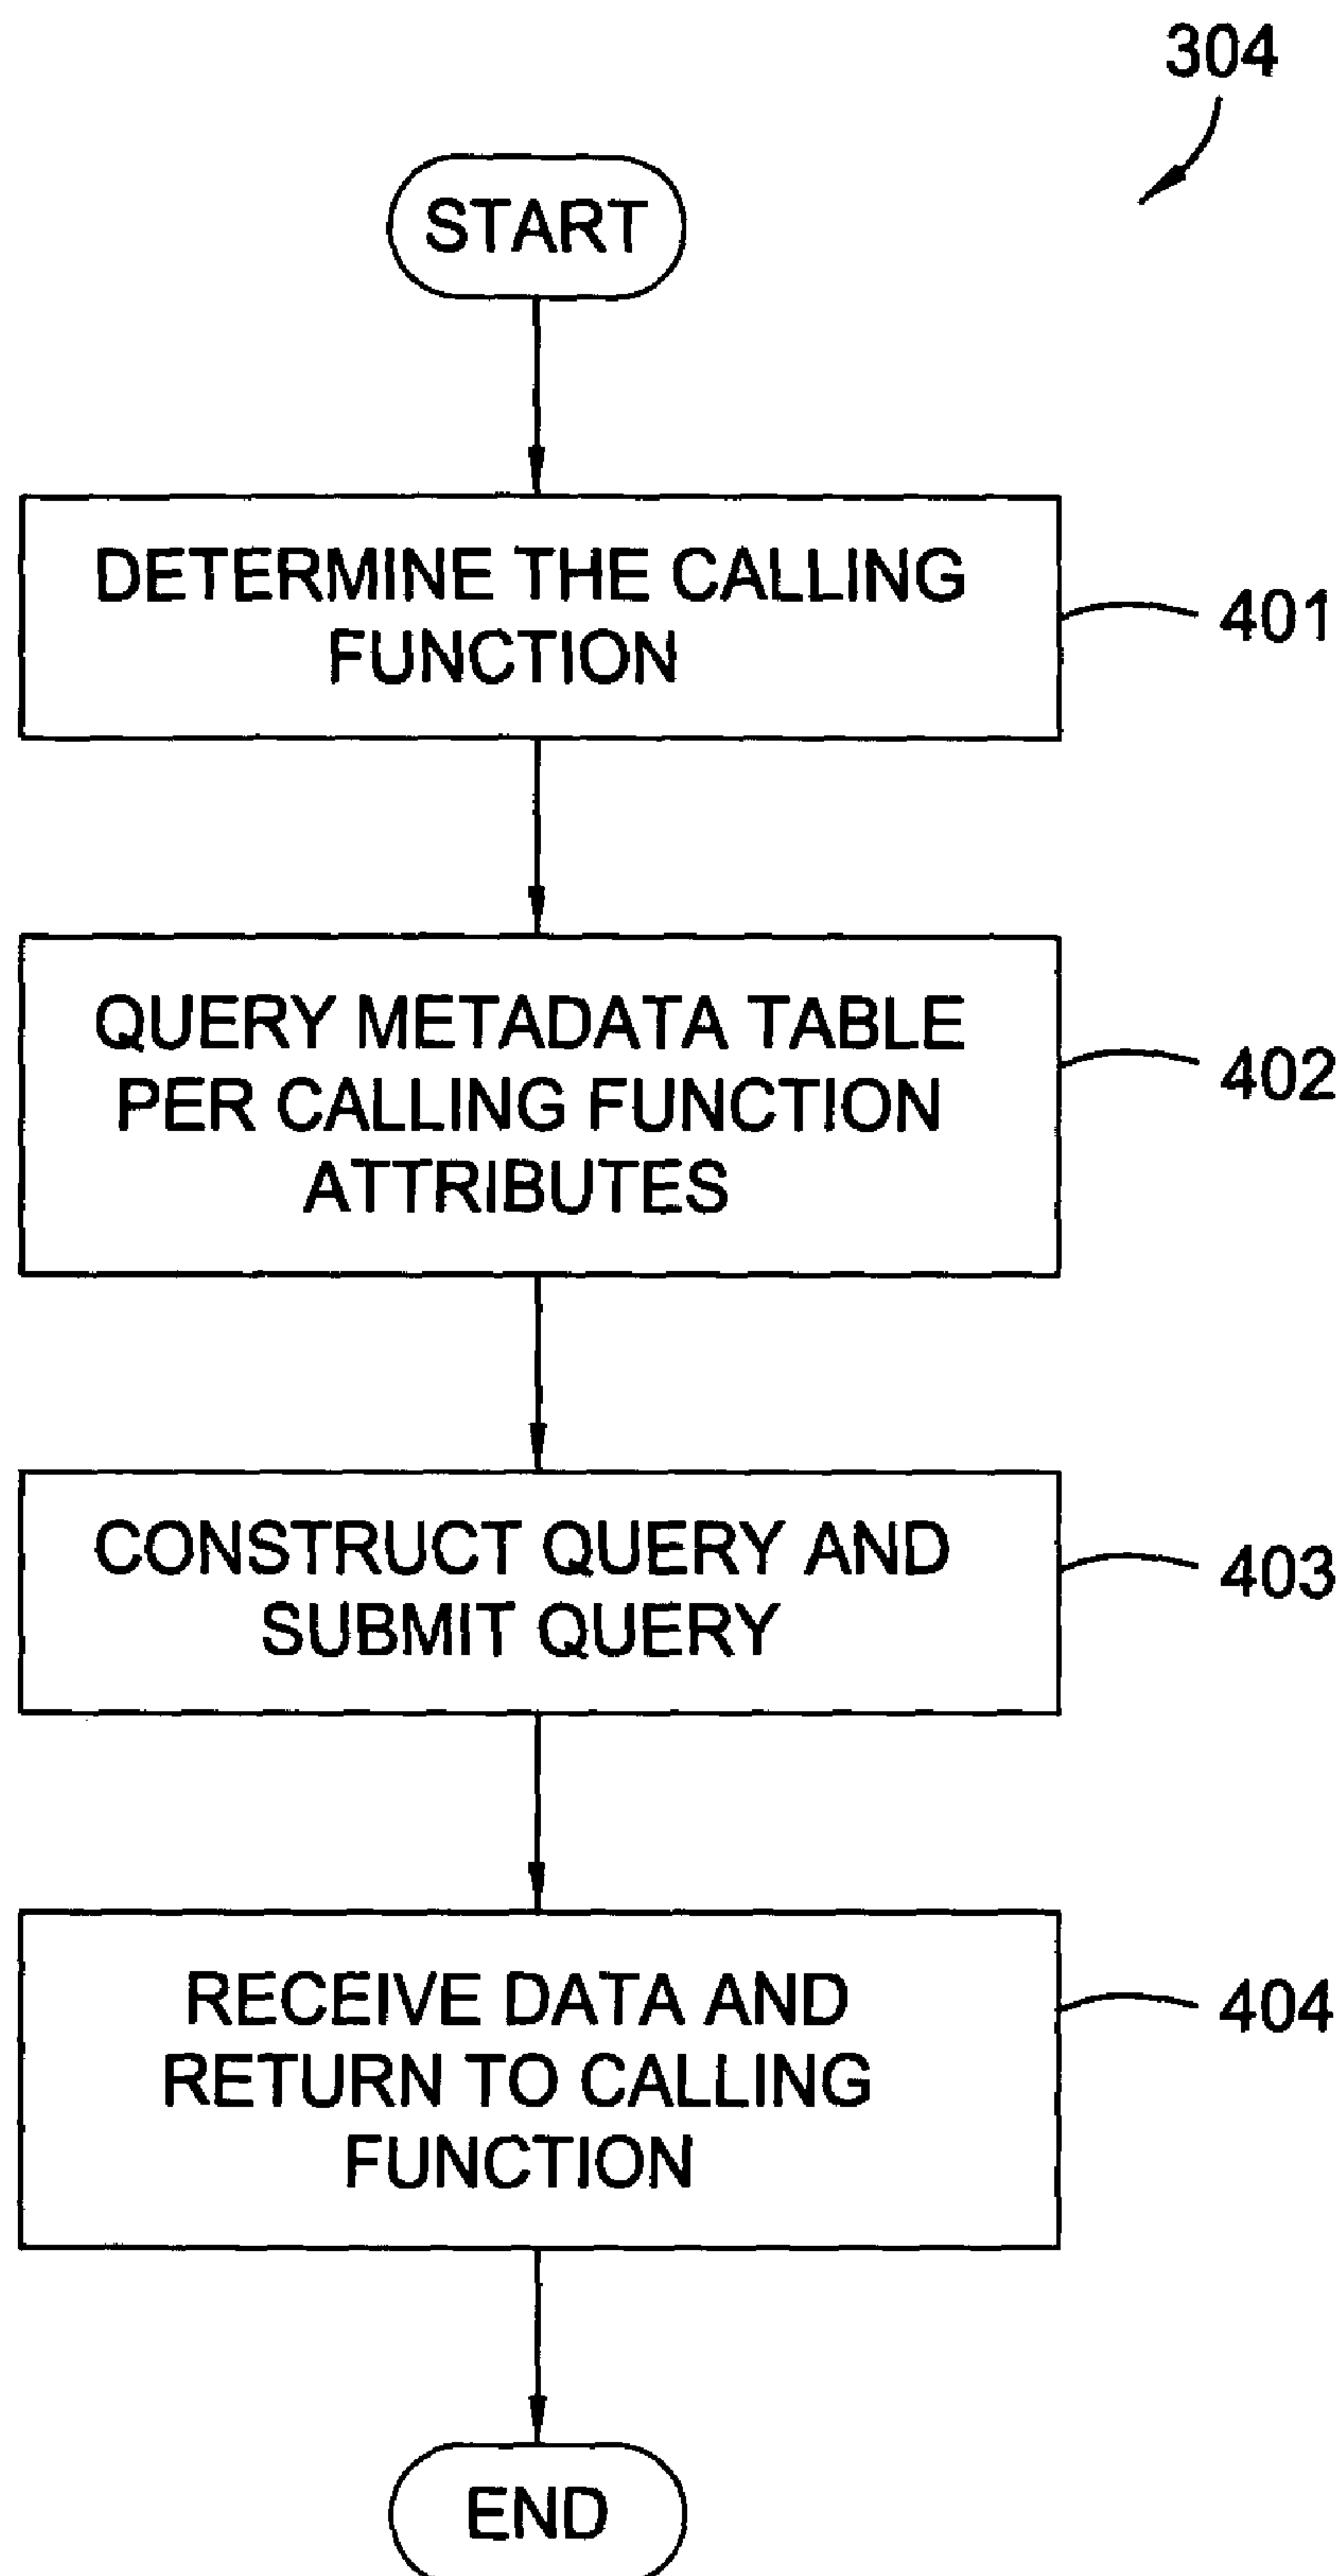 304
START
DETERMINE THE CALLING
FUNCTION
401
QUERY METADATA TABLE
PER CALLING FUNCTION
ATTRIBUTES
402
CONSTRUCT QUERY AND
SUBMIT QUERY
403
RECEIVE DATA AND
RETURN TO CALLING
FUNCTION
404
END